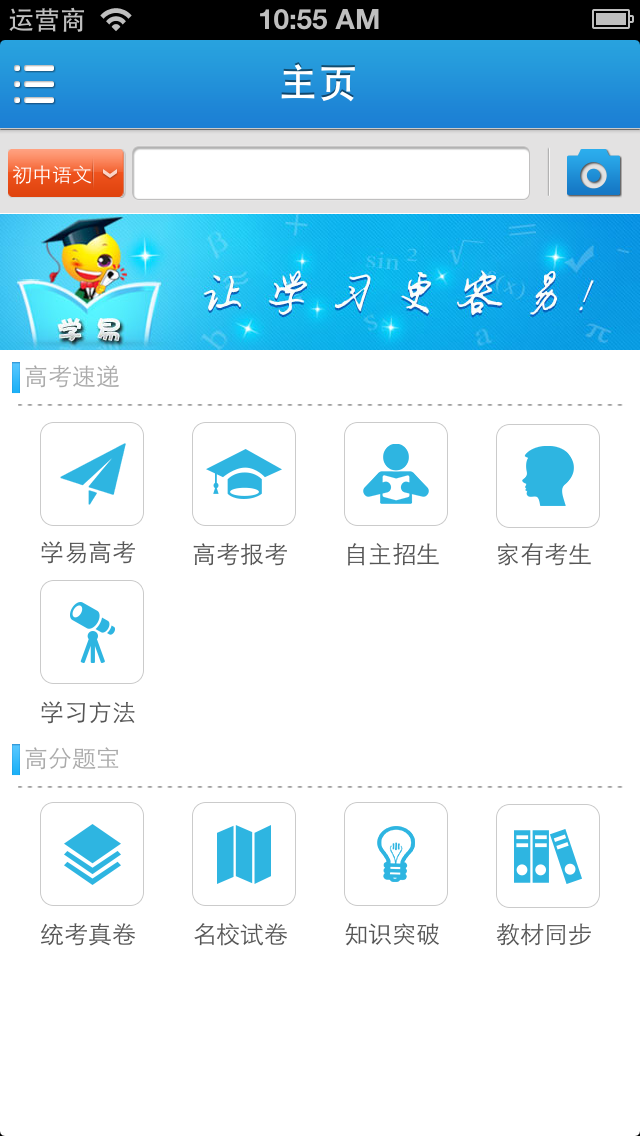 运营商 10:55 AM
主页
初中语文
学易 让学习更容易!
β + sin 2 √ = (x) b s a π
高考速递
学易高考 高考报考 自主招生 家有考生
学习方法
高分题宝
统考真卷 名校试卷 知识突破 教材同步